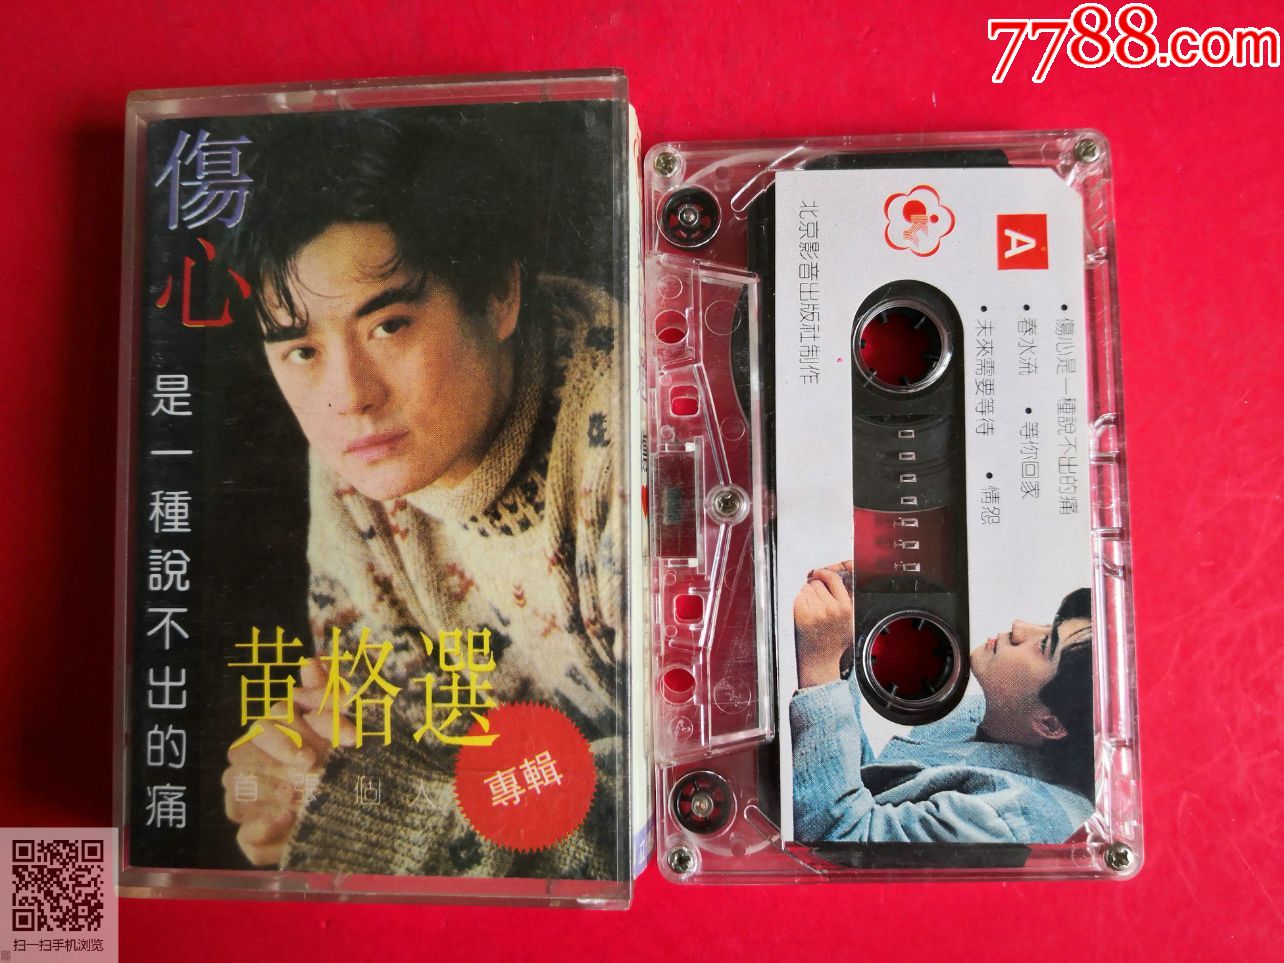 7788.com
傷心
是一種說不出的痛
黄格選
首張個人
專輯
A
• 傷心是一種說不出的痛
• 春水流 • 等你回家
• 未來需要等待 • 情怨
北京影音出版社制作
扫一扫手机浏览